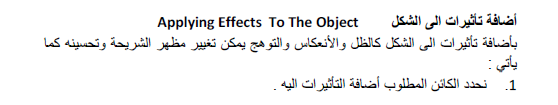 أضافة تأثيرات الى الشكل Applying Effects To The Object
بأضافة تأثيرات الى الشكل كالظل والأنعكاس والتوهج يمكن تغيير مظهر الشريحة وتحسينه كما
يأتي :
1. نحدد الكائن المطلوب أضافة التأثيرات اليه .